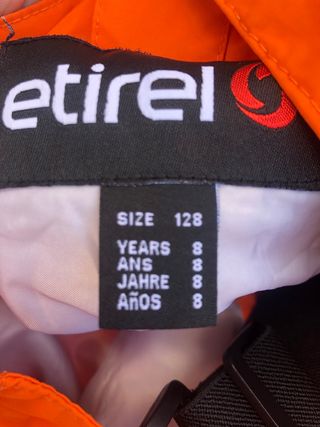 etirel
SIZE 128
YEARS 8
ANS 8
JAHRE 8
AÑOS 8